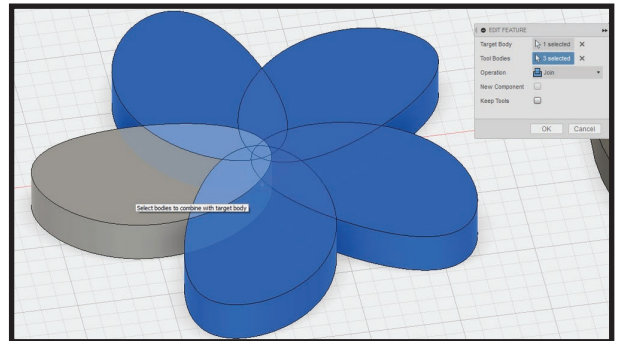 EDIT FEATURE
Target Body 1 selected
Tool Bodies 3 selected
Operation Join
New Component
Keep Tools
OK Cancel
Select bodies to combine with target body